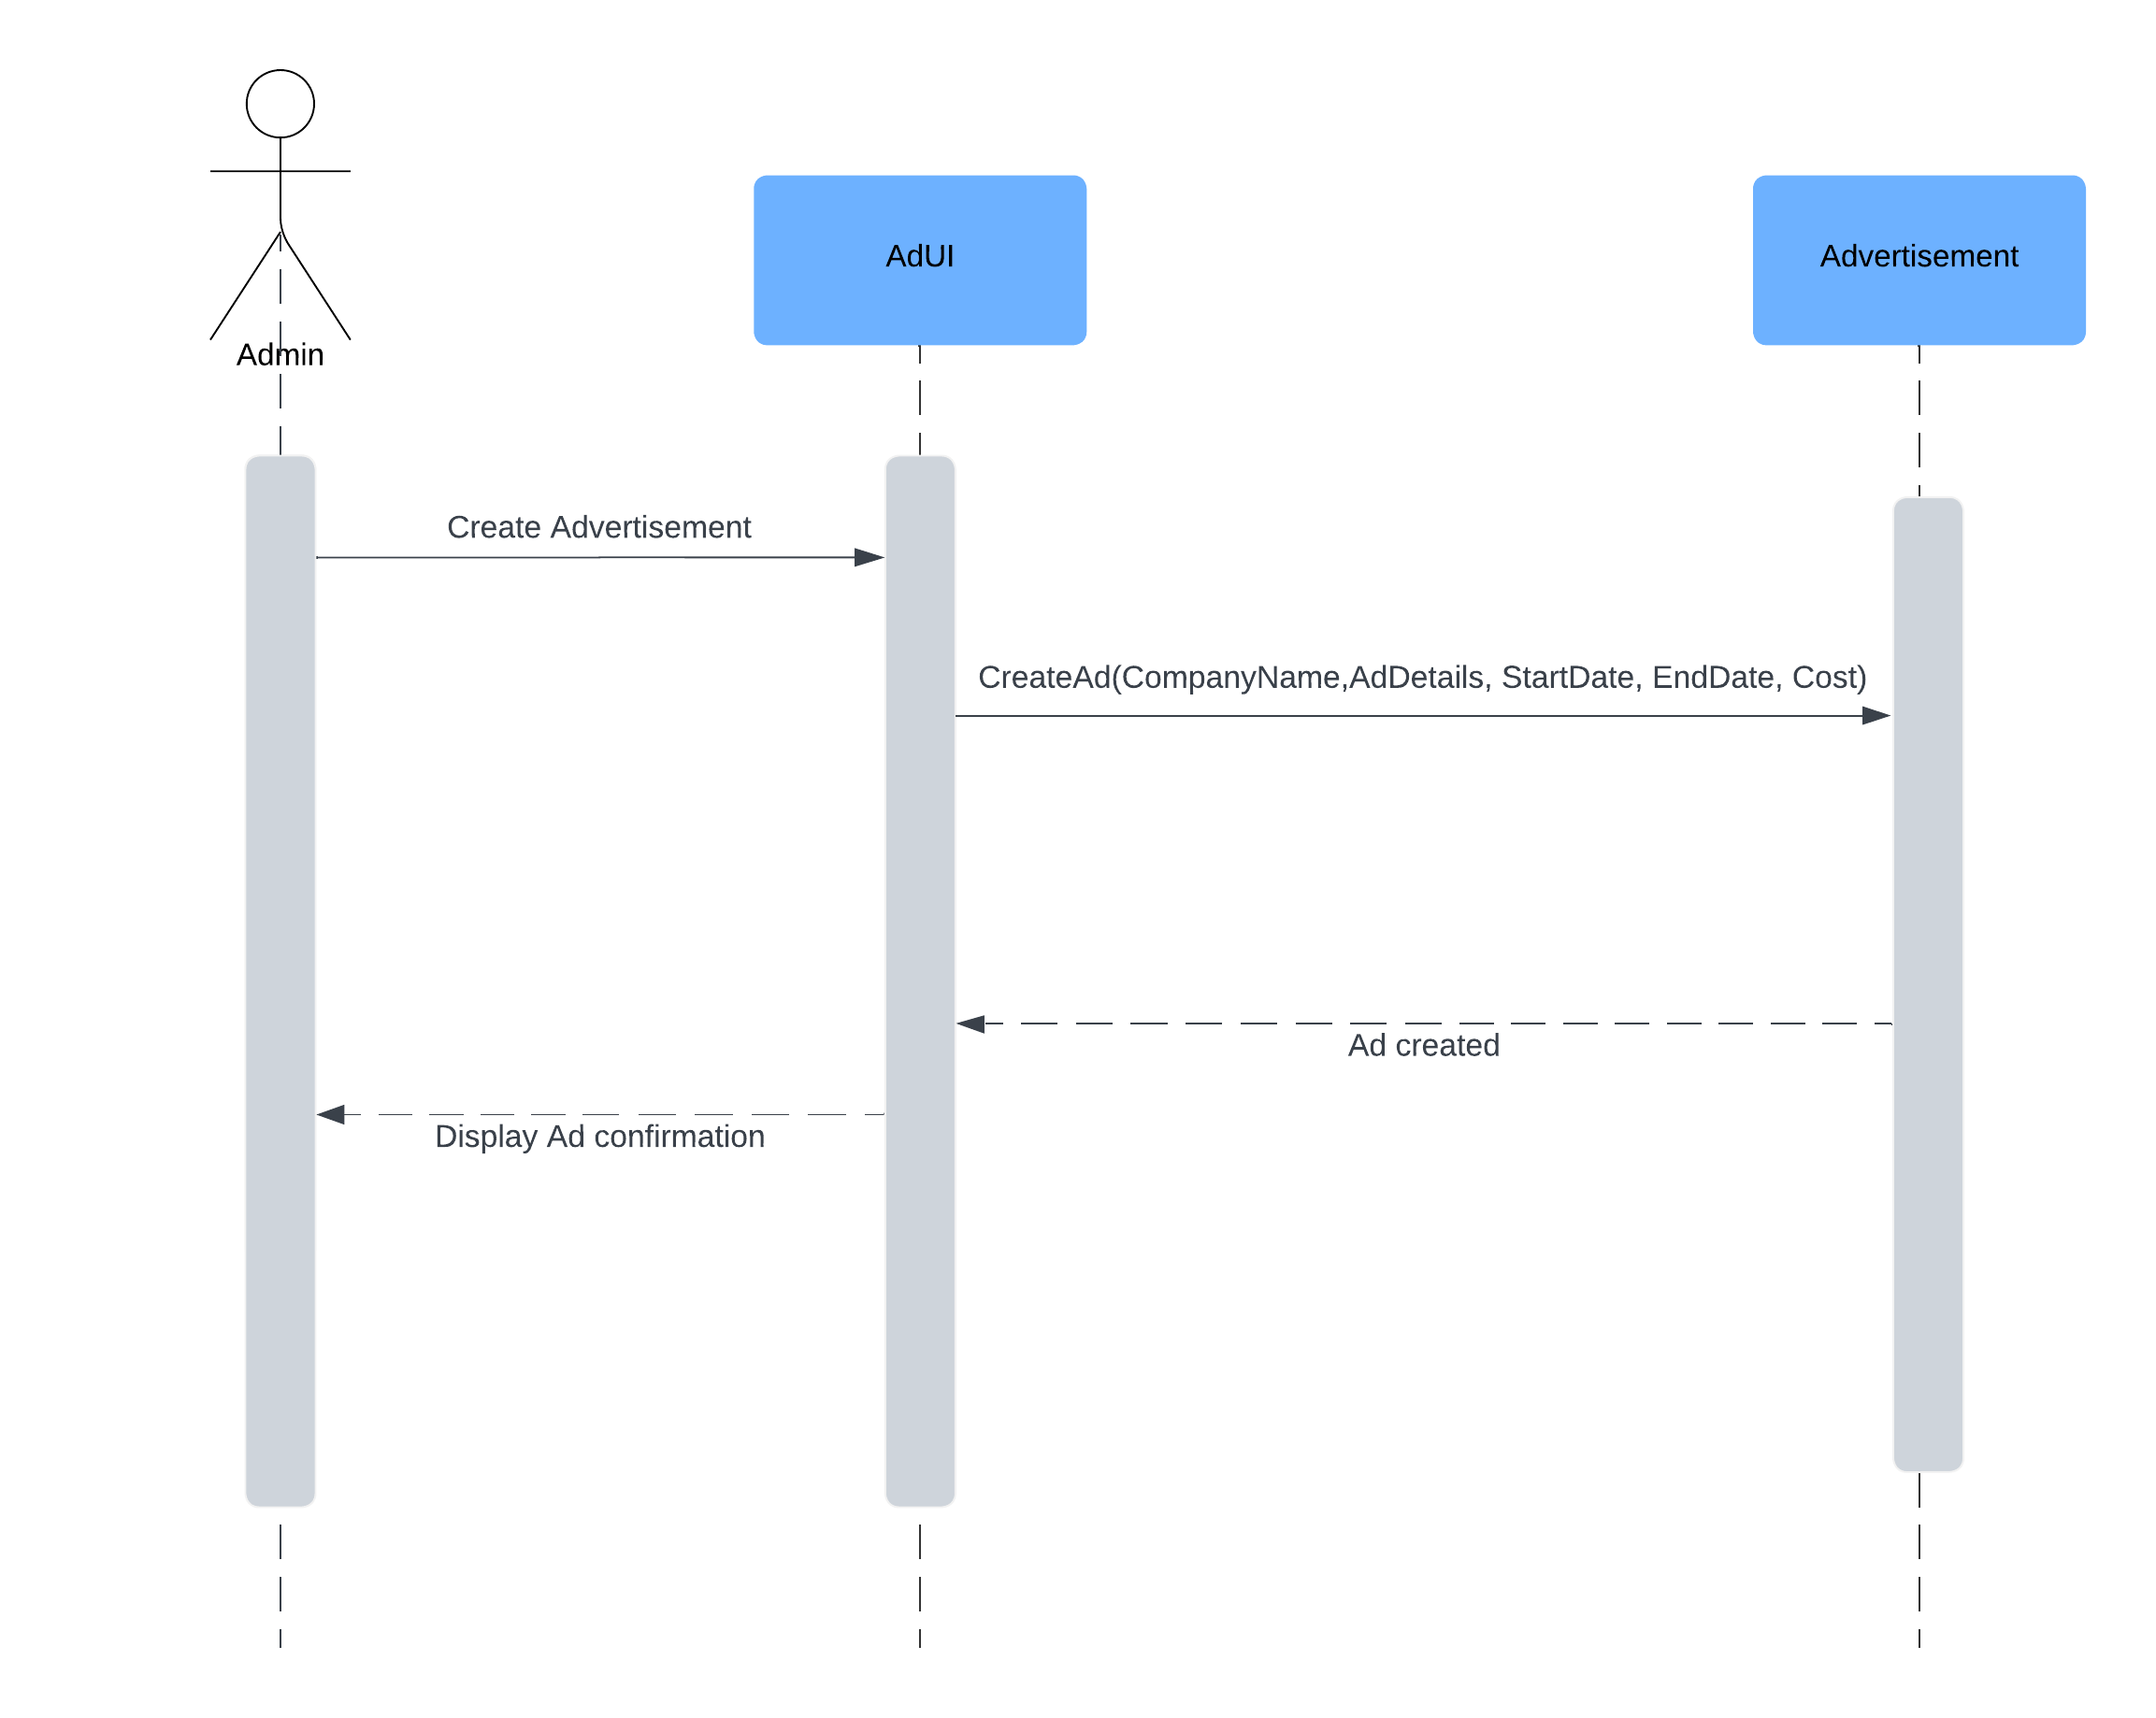 AdUI
Advertisement
Admin
Create Advertisement
CreateAd(CompanyName,AdDetails, StartDate, EndDate, Cost)
Ad created
Display Ad confirmation